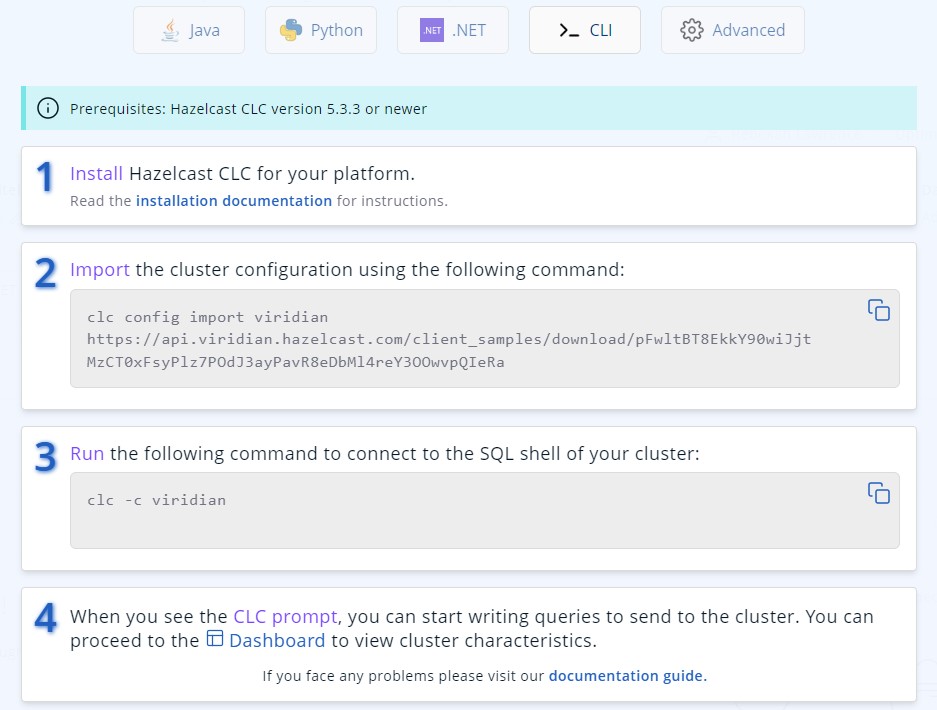 Java
Python
.NET .NET
CLI
Advanced
Prerequisites: Hazelcast CLC version 5.3.3 or newer
1 Install Hazelcast CLC for your platform.
Read the installation documentation for instructions.
2 Import the cluster configuration using the following command:
clc config import viridian
https://api.viridian.hazelcast.com/client_samples/download/pFwltBT8EkkY90wiJjt
MzCT0xFsyPlz7POdJ3ayPavR8eDbMl4reY3OOwvpQIeRa
3 Run the following command to connect to the SQL shell of your cluster:
clc -c viridian
4 When you see the CLC prompt, you can start writing queries to send to the cluster. You can
proceed to the Dashboard to view cluster characteristics.
If you face any problems please visit our documentation guide.